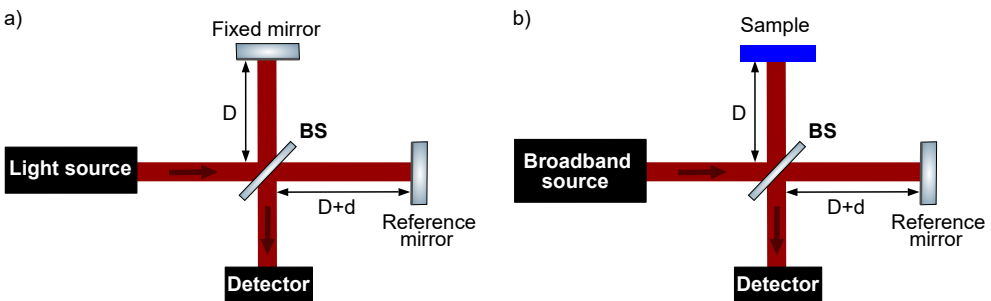 a)
Fixed mirror
D
BS
Light source
D+d
Reference
mirror
Detector
b)
Sample
D
BS
Broadband
source
D+d
Reference
mirror
Detector